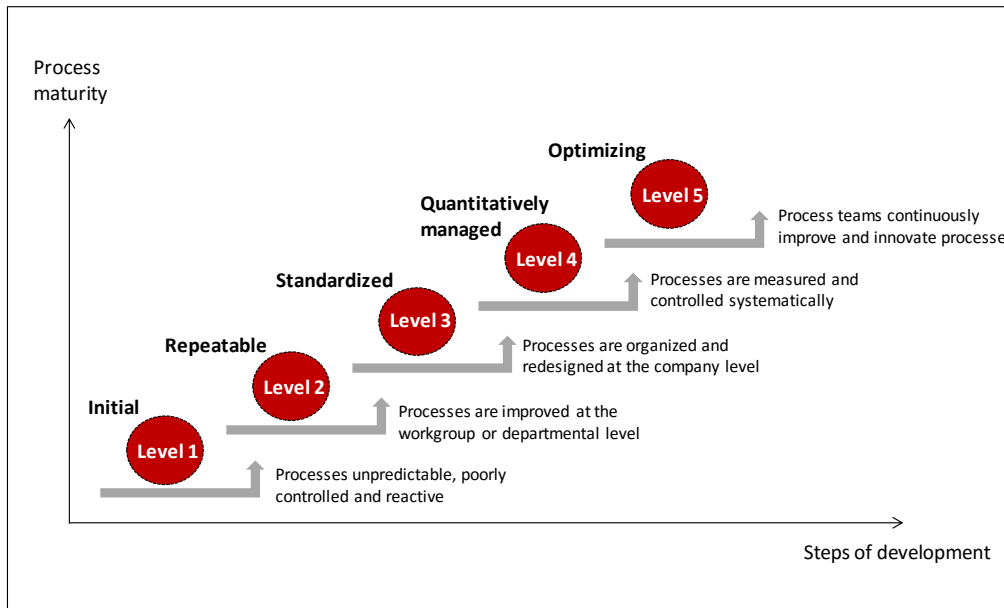 Process
maturity
Optimizing
Level 5
Process teams continuously
improve and innovate processe
Quantitatively
managed
Level 4
Processes are measured and
controlled systematically
Standardized
Level 3
Processes are organized and
redesigned at the company level
Repeatable
Level 2
Processes are improved at the
workgroup or departmental level
Initial
Level 1
Processes unpredictable, poorly
controlled and reactive
Steps of development